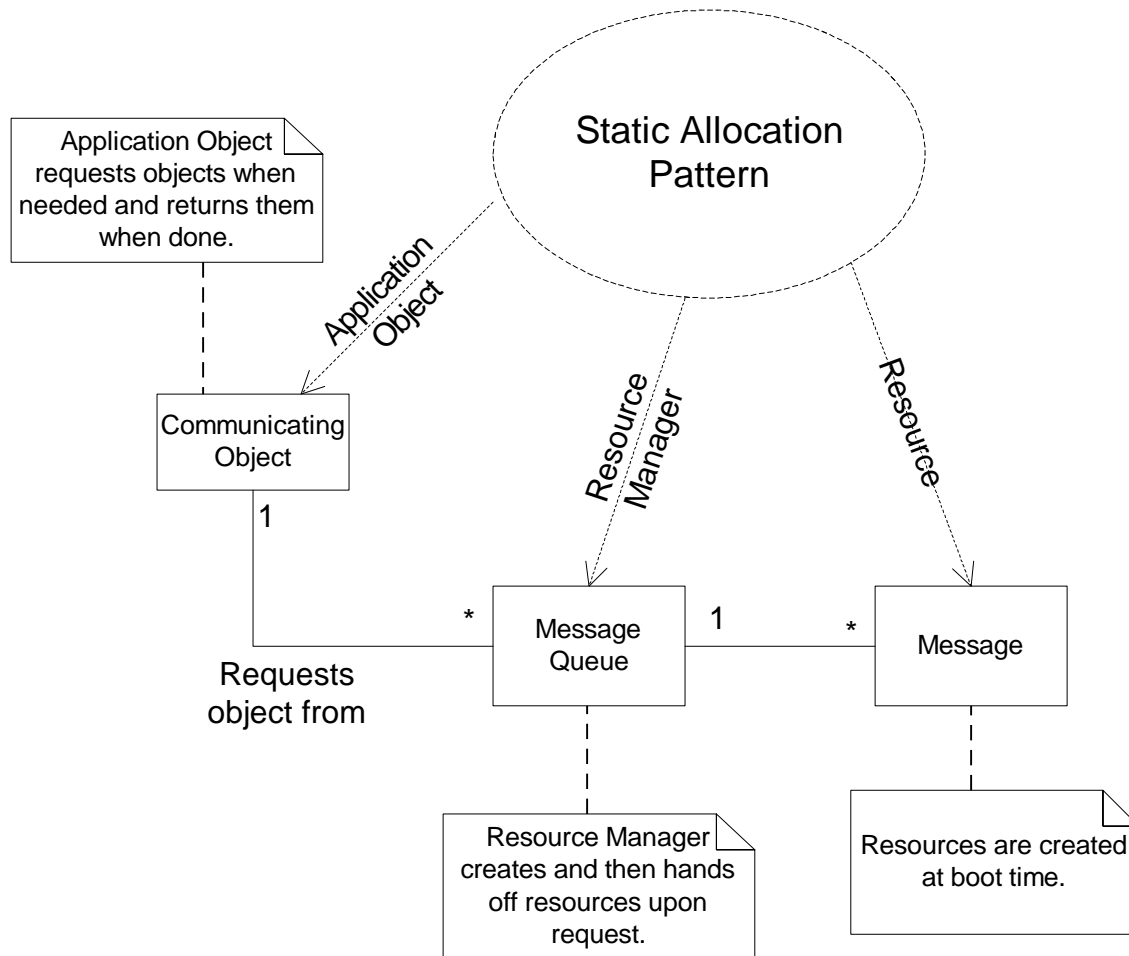 Static Allocation
Pattern
Application Object
requests objects when
needed and returns them
when done.
Application
Object
Resource
Manager
Resource
Communicating
Object
1
*
Requests
object from
Message
Queue
1
*
Message
Resource Manager
creates and then hands
off resources upon
request.
Resources are created
at boot time.